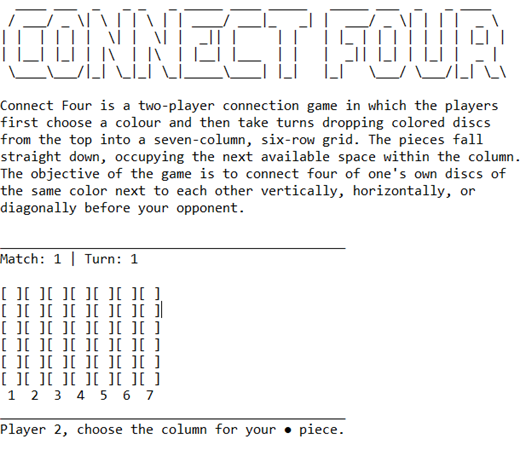 CONNECT FOUR
Connect Four is a two-player connection game in which the players
first choose a colour and then take turns dropping colored discs
from the top into a seven-column, six-row grid. The pieces fall
straight down, occupying the next available space within the column.
The objective of the game is to connect four of one's own discs of
the same color next to each other vertically, horizontally, or
diagonally before your opponent.
Match: 1 | Turn: 1
[ ][ ][ ][ ][ ][ ][ ]
[ ][ ][ ][ ][ ][ ][ ]
[ ][ ][ ][ ][ ][ ][ ]
[ ][ ][ ][ ][ ][ ][ ]
[ ][ ][ ][ ][ ][ ][ ]
[ ][ ][ ][ ][ ][ ][ ]
1 2 3 4 5 6 7
Player 2, choose the column for your ● piece.